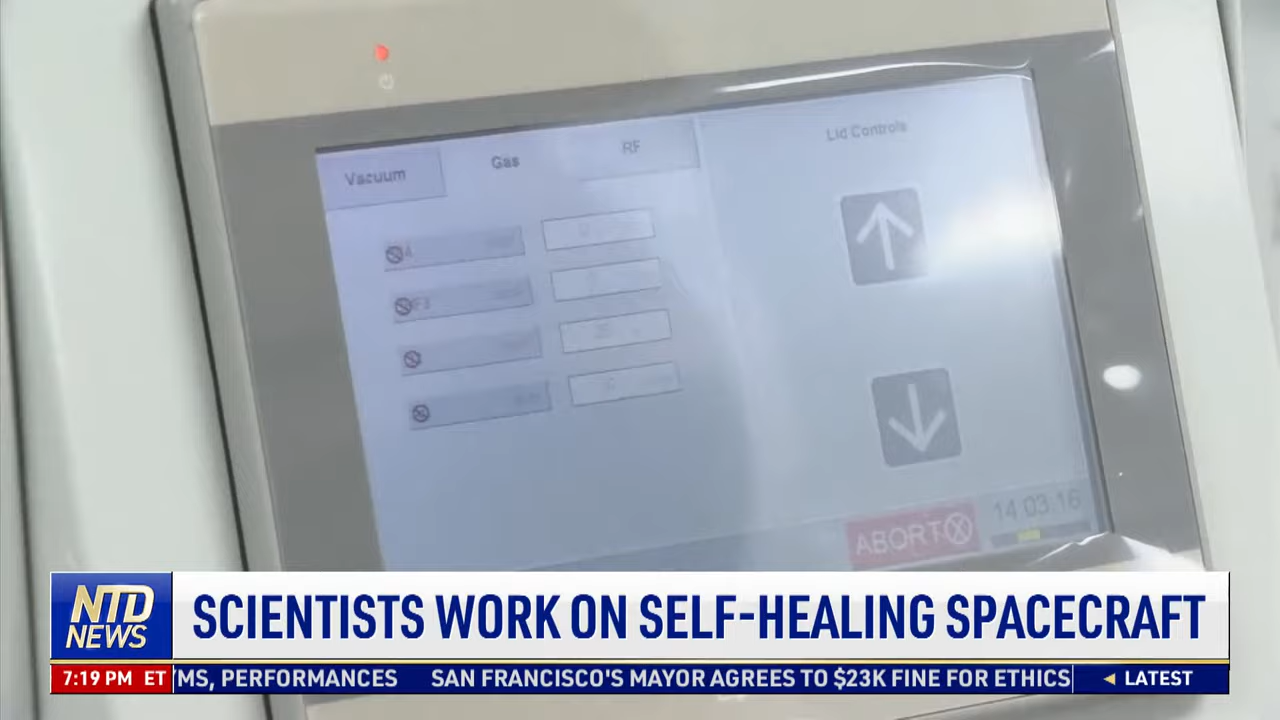 Vacuum
Gas
RF
Lid Controls
ABORT
14:03:16
NTD
NEWS
SCIENTISTS WORK ON SELF-HEALING SPACECRAFT
7:19 PM ET
'MS, PERFORMANCES SAN FRANCISCO'S MAYOR AGREES TO $23K FINE FOR ETHICS
LATEST